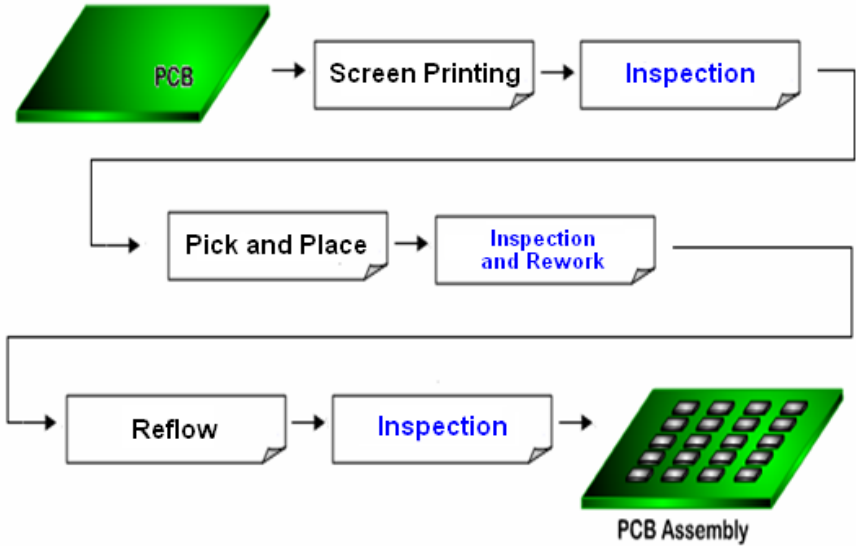 PCB
Screen Printing
Inspection
Pick and Place
Inspection
and Rework
Reflow
Inspection
PCB Assembly